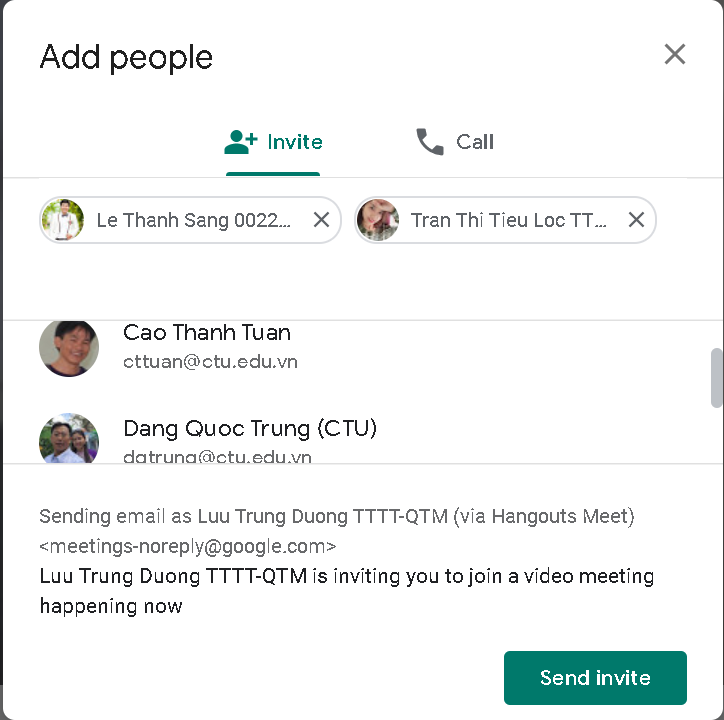 Add people
Invite
Call
Le Thanh Sang 0022...
Tran Thi Tieu Loc TT...
Cao Thanh Tuan
cttuan@ctu.edu.vn
Dang Quoc Trung (CTU)
dqtrung@ctu.edu.vn
Sending email as Luu Trung Duong TTTT-QTM (via Hangouts Meet)
<meetings-noreply@google.com>
Luu Trung Duong TTTT-QTM is inviting you to join a video meeting
happening now
Send invite